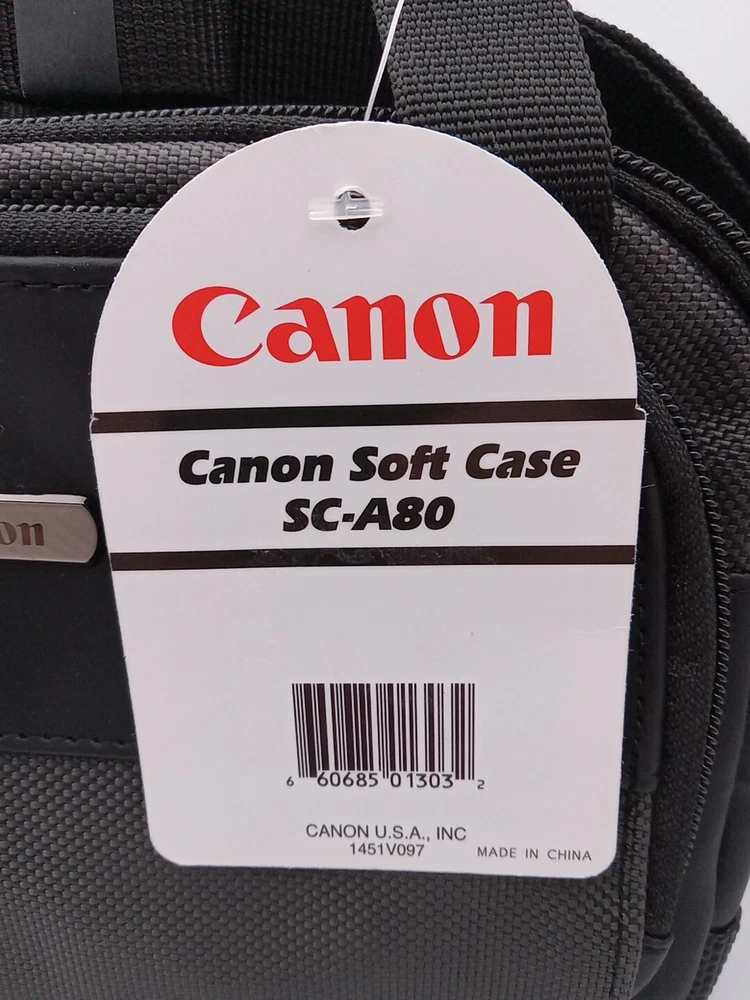 Canon
Canon Soft Case
SC-A80
on
6 60685 01303 2
CANON U.S.A., INC
1451V097
MADE IN CHINA